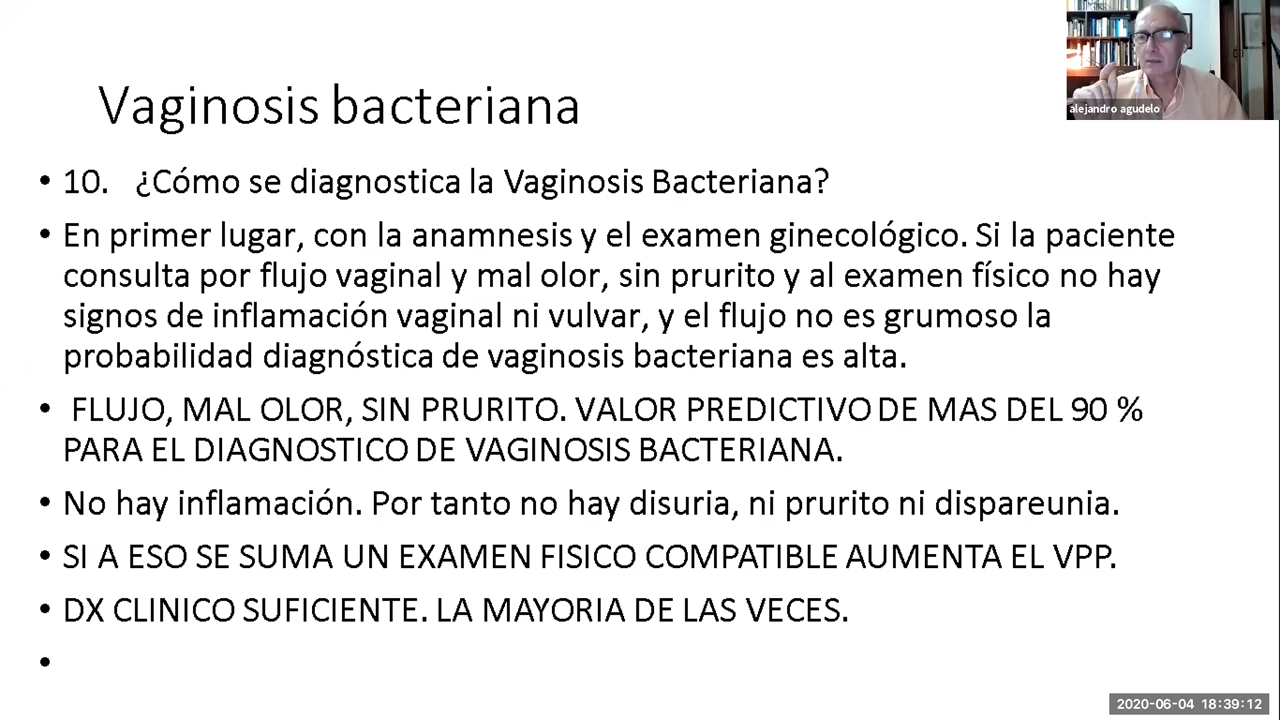 alejandro agudelo
Vaginosis bacteriana
• 10.   ¿Cómo se diagnostica la Vaginosis Bacteriana?
• En primer lugar, con la anamnesis y el examen ginecológico. Si la paciente
consulta por flujo vaginal y mal olor, sin prurito y al examen físico no hay
signos de inflamación vaginal ni vulvar, y el flujo no es grumoso la
probabilidad diagnóstica de vaginosis bacteriana es alta.
• FLUJO, MAL OLOR, SIN PRURITO. VALOR PREDICTIVO DE MAS DEL 90 %
PARA EL DIAGNOSTICO DE VAGINOSIS BACTERIANA.
• No hay inflamación. Por tanto no hay disuria, ni prurito ni dispareunia.
• SI A ESO SE SUMA UN EXAMEN FISICO COMPATIBLE AUMENTA EL VPP.
• DX CLINICO SUFICIENTE. LA MAYORIA DE LAS VECES.
•
2020-06-04 18:39:12